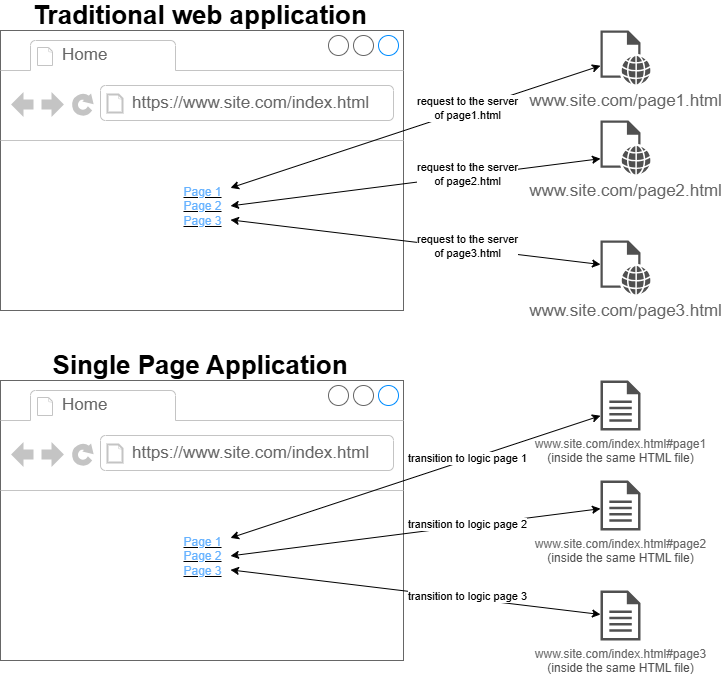 Traditional web application
Home
https://www.site.com/index.html
request to the server
of page1.html
www.site.com/page1.html
Page 1
Page 2
Page 3
request to the server
of page2.html
www.site.com/page2.html
request to the server
of page3.html
www.site.com/page3.html
Single Page Application
Home
https://www.site.com/index.html
Page 1
Page 2
Page 3
transition to logic page 1
www.site.com/index.html#page1
(inside the same HTML file)
transition to logic page 2
www.site.com/index.html#page2
(inside the same HTML file)
transition to logic page 3
www.site.com/index.html#page3
(inside the same HTML file)